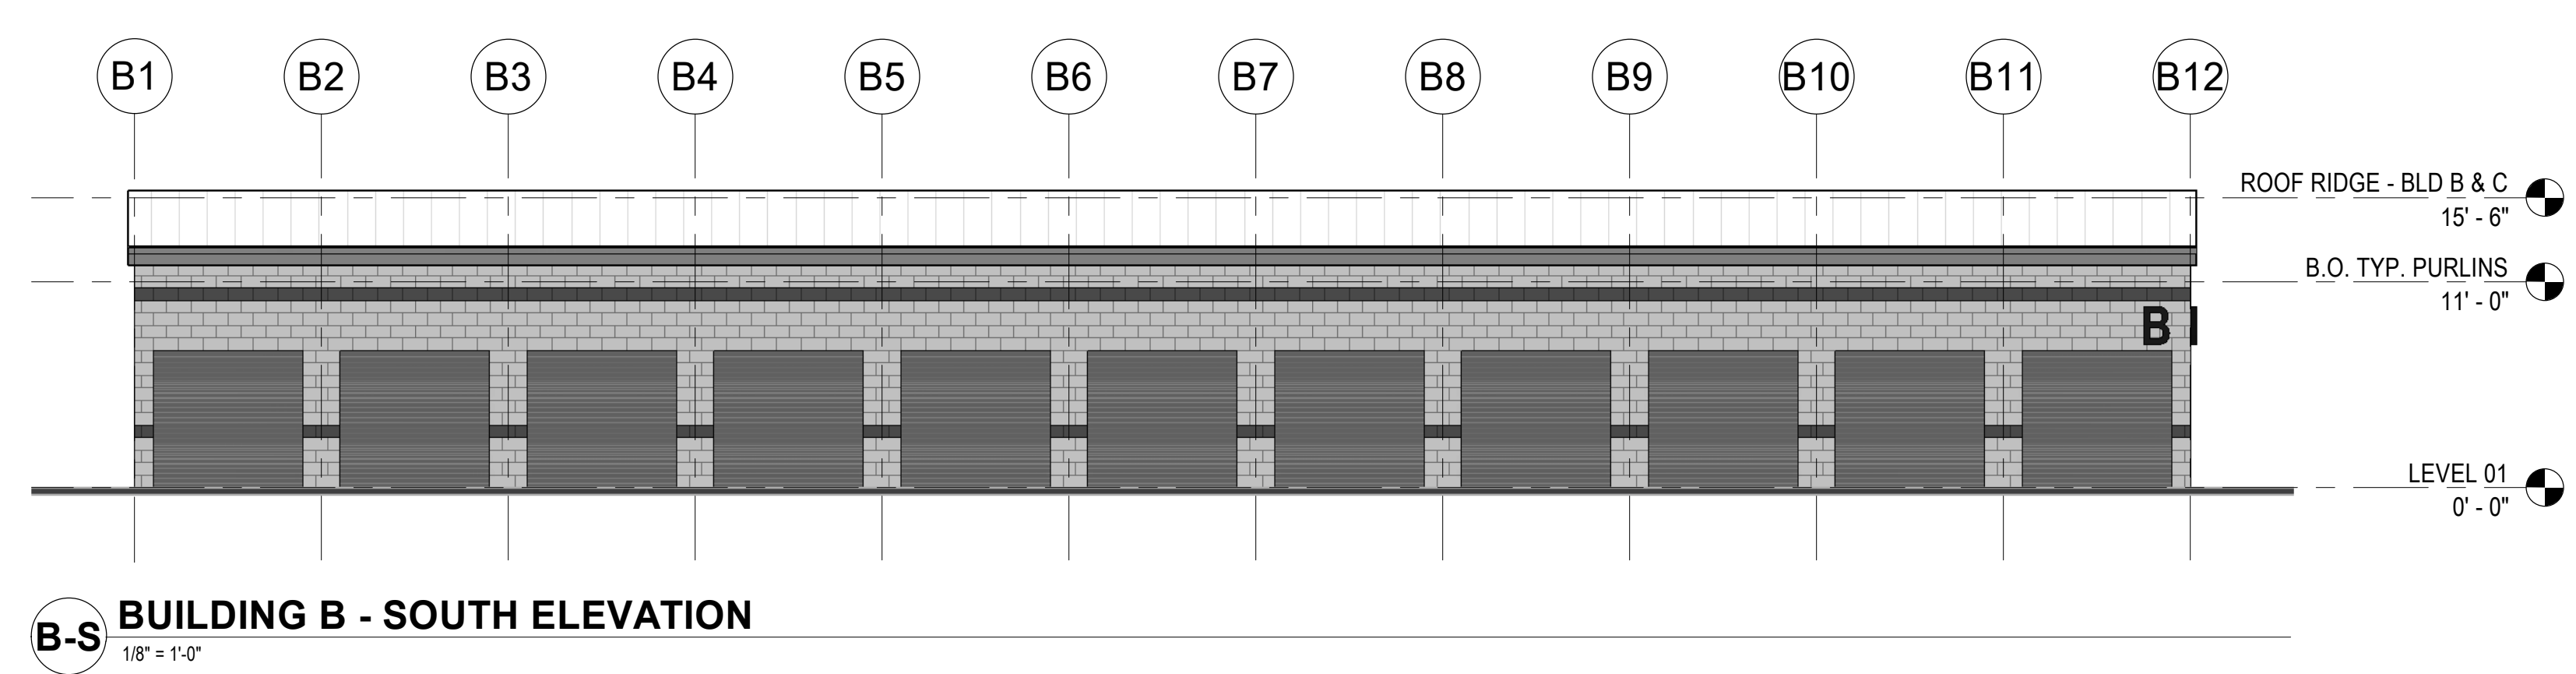 B1 B2 B3 B4 B5 B6 B7 B8 B9 B10 B11 B12
ROOF RIDGE - BLD B & C
15' - 6"
B.O. TYP. PURLINS
11' - 0"
B
LEVEL 01
0' - 0"
B-S BUILDING B - SOUTH ELEVATION
1/8" = 1'-0"